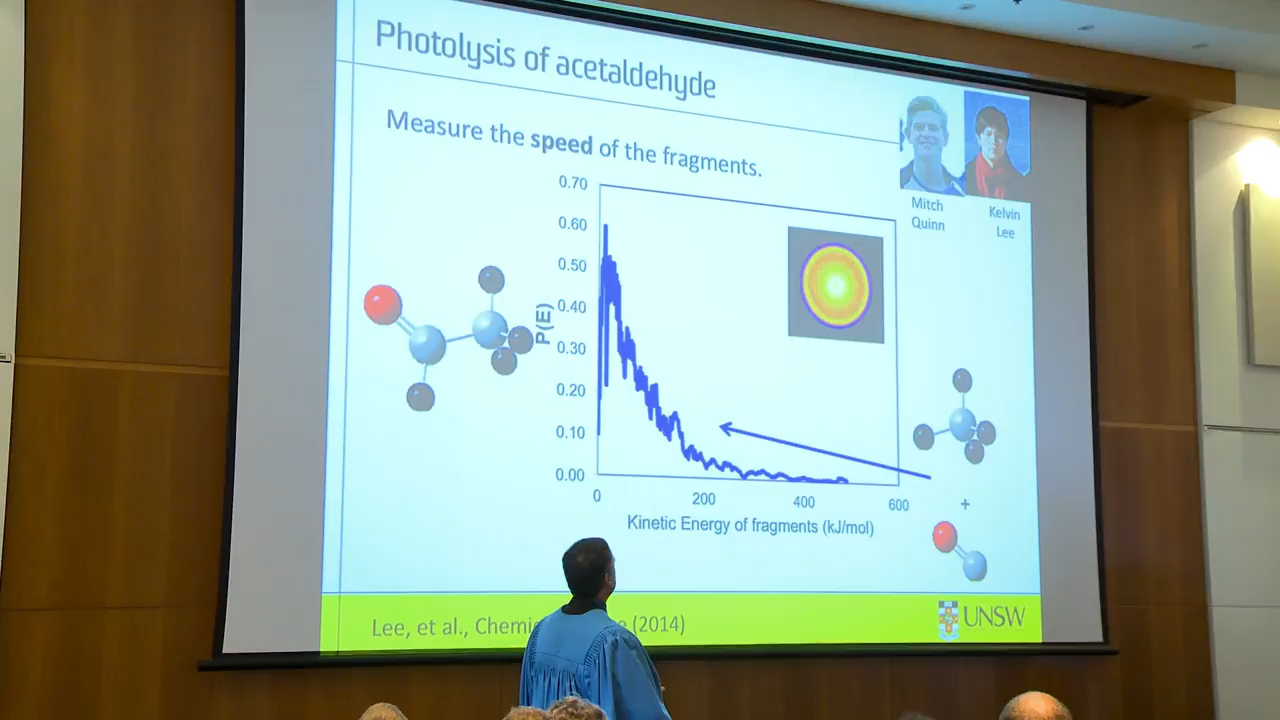 Photolysis of acetaldehyde
Measure the speed of the fragments.
Mitch
Quinn
Kelvin
Lee
0.70
0.60
0.50
0.40
0.30
0.20
0.10
0.00
P(E)
0
200
400
600
Kinetic Energy of fragments (kJ/mol)
+
Lee, et al., (2014)
UNSW